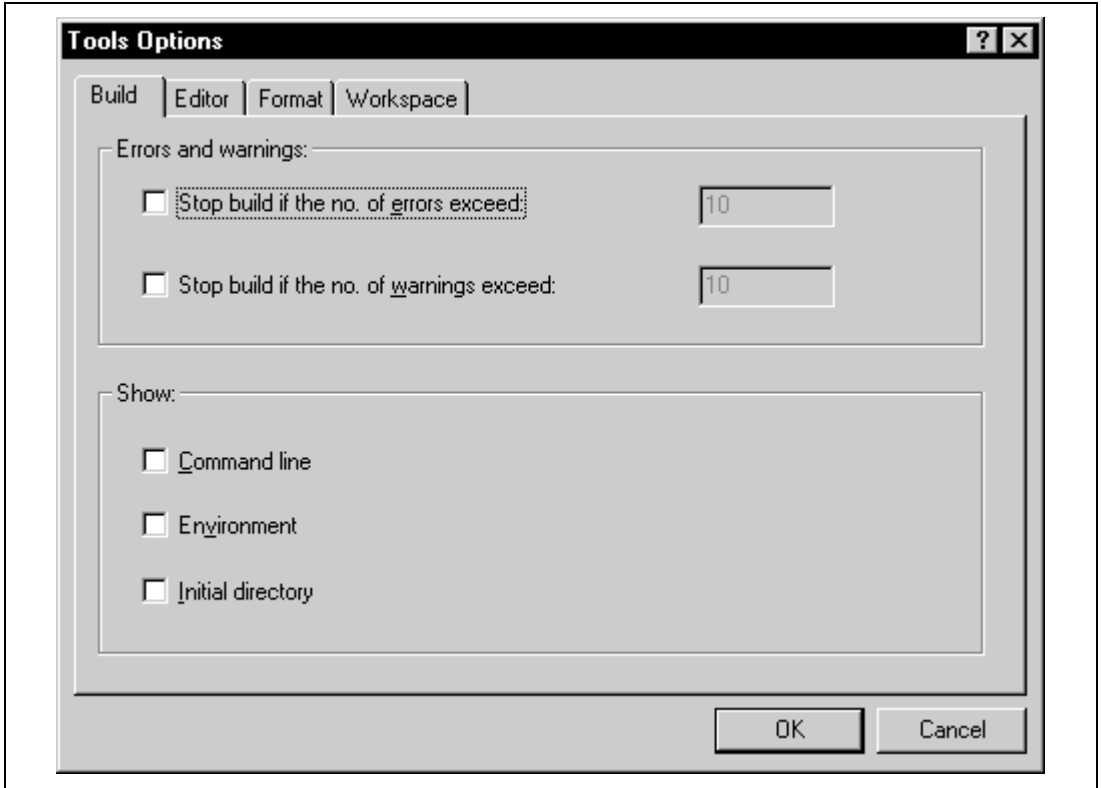 Tools Options
Build Editor Format Workspace
Errors and warnings:
Stop build if the no. of errors exceed: 10
Stop build if the no. of warnings exceed: 10
Show:
Command line
Environment
Initial directory
OK Cancel